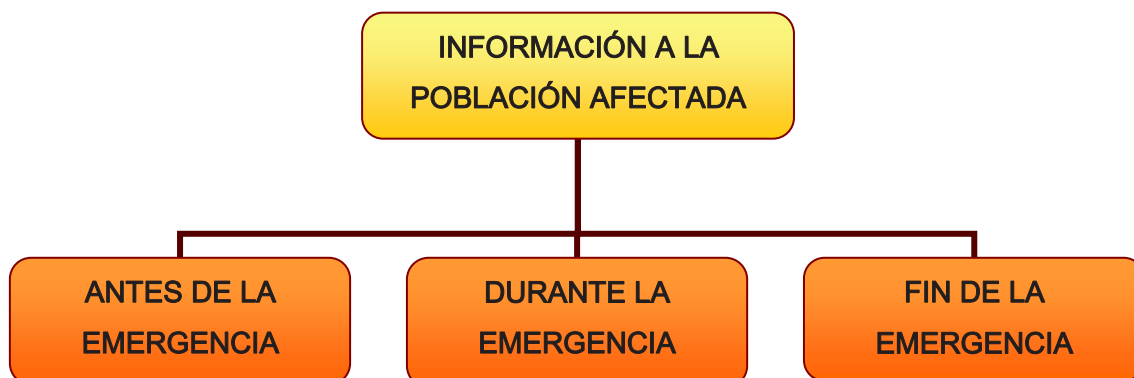 INFORMACIÓN A LA
POBLACIÓN AFECTADA
ANTES DE LA
EMERGENCIA
DURANTE LA
EMERGENCIA
FIN DE LA
EMERGENCIA